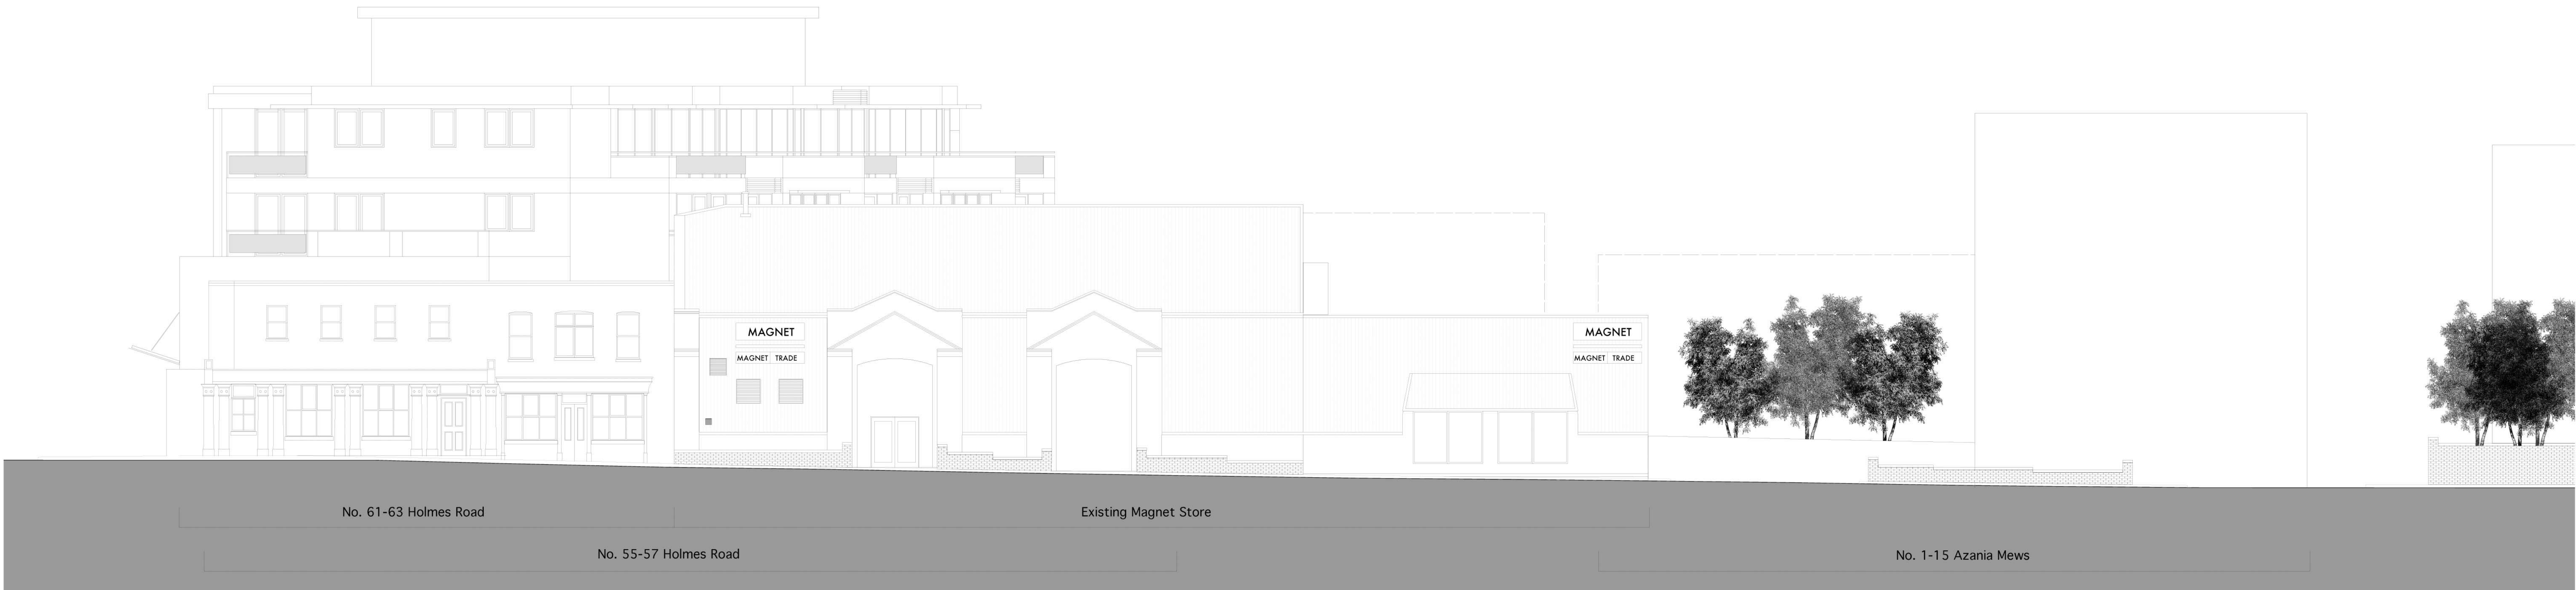 MAGNET
MAGNET TRADE
MAGNET
MAGNET TRADE
No. 61-63 Holmes Road
Existing Magnet Store
No. 55-57 Holmes Road
No. 1-15 Azania Mews